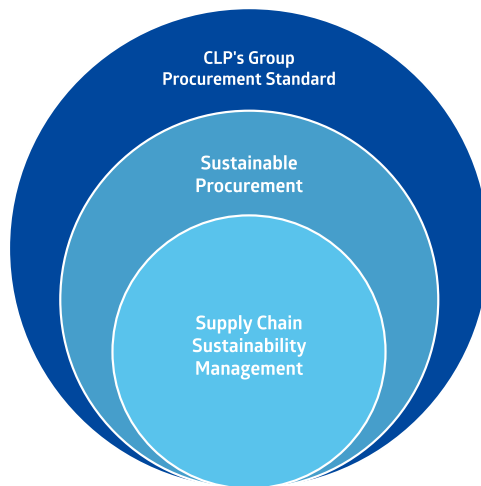 CLP's Group
Procurement Standard
Sustainable
Procurement
Supply Chain
Sustainability
Management